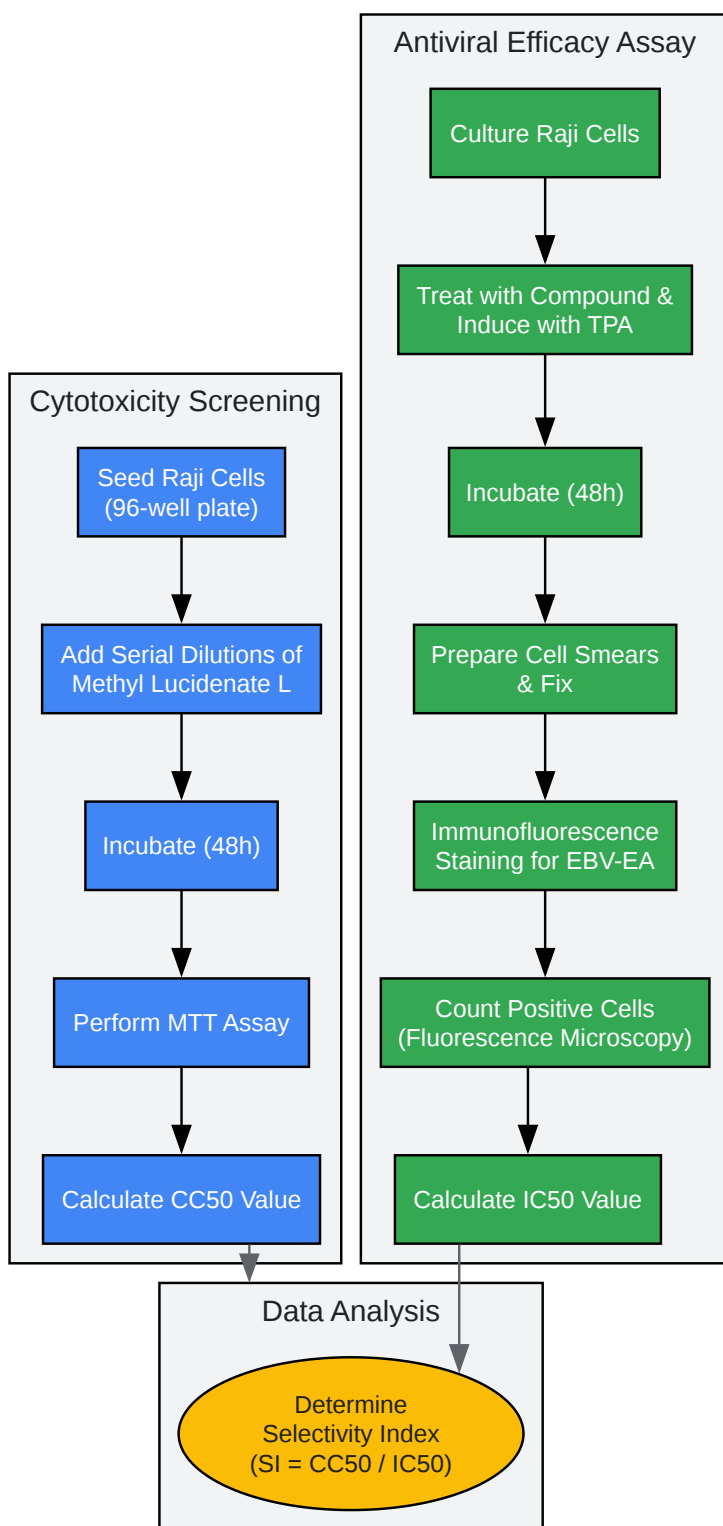 Cytotoxicity Screening
Seed Raji Cells
(96-well plate)
Add Serial Dilutions of
Methyl Lucidenate L
Incubate (48h)
Perform MTT Assay
Calculate CC50 Value
Antiviral Efficacy Assay
Culture Raji Cells
Treat with Compound &
Induce with TPA
Incubate (48h)
Prepare Cell Smears
& Fix
Immunofluorescence
Staining for EBV-EA
Count Positive Cells
(Fluorescence Microscopy)
Calculate IC50 Value
Data Analysis
Determine
Selectivity Index
(SI = CC50 / IC50)